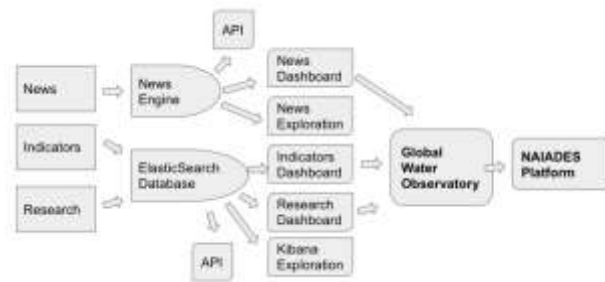 API
News
News
Engine
News
Dashboard
News
Exploration
Indicators
ElasticSearch
Database
Indicators
Dashboard
Global
Water
Observatory
NAIADES
Platform
Research
Research
Dashboard
API
Kibana
Exploration